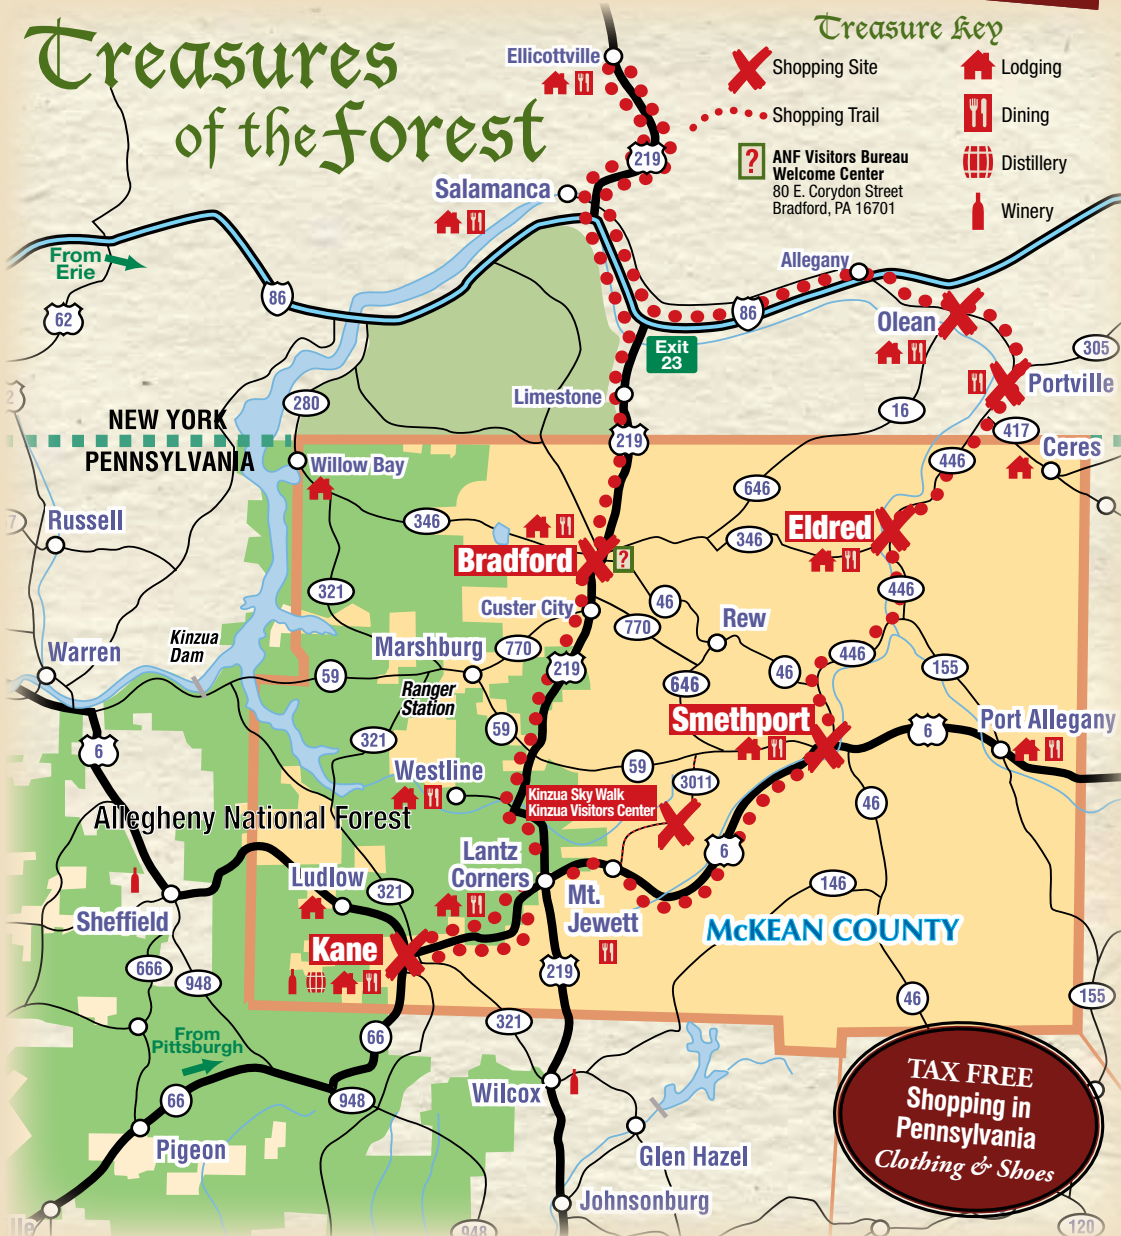 Treasures
of the Forest
Treasure Key
Shopping Site
Shopping Trail
?
ANF Visitors Bureau
Welcome Center
80 E. Corydon Street
Bradford, PA 16701
Lodging
Dining
Distillery
Winery
Ellicottville
219
Salamanca
From
Erie
86
62
Allegany
86
Olean
Exit
23
305
Portville
Limestone
280
16
417
NEW YORK
219
Ceres
PENNSYLVANIA
Willow Bay
446
646
Russell
346
Eldred
346
Bradford
?
321
446
Custer City
46
770
Rew
Kinzua
Dam
Marshburg
770
Warren
446
155
59
219
46
Ranger
Station
646
Smethport
Port Allegany
6
321
59
6
Westline
59
3011
Kinzua Sky Walk
Kinzua Visitors Center
46
Allegheny National Forest
6
Lantz
Corners
Ludlow
321
146
Mt.
Jewett
Sheffield
McKEAN COUNTY
Kane
666
948
219
46
155
321
66
From
Pittsburgh
Wilcox
66
948
Pigeon
Glen Hazel
Johnsonburg
TAX FREE
Shopping in
Pennsylvania
Clothing & Shoes
948
120